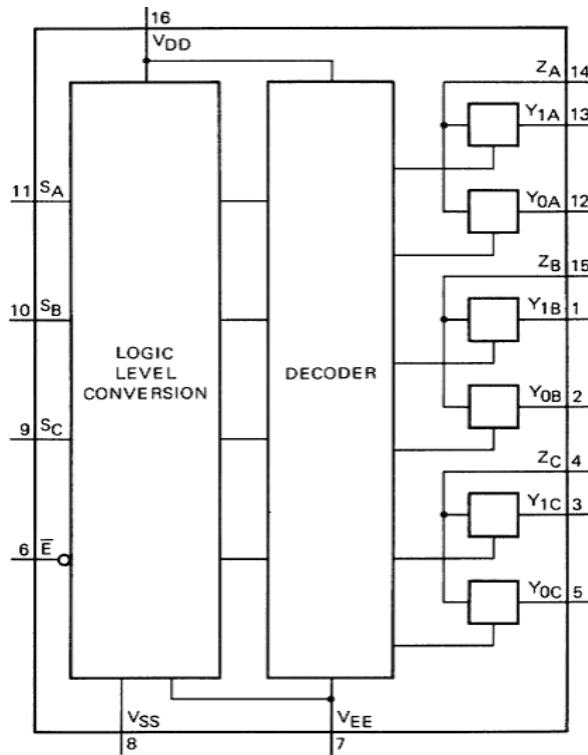 16
VDD
ZA 14
Y1A 13
11 SA
Y0A 12
ZB 15
10 SB
Y1B 1
LOGIC
LEVEL
CONVERSION
DECODER
Y0B 2
9 SC
ZC 4
Y1C 3
6 E̅
Y0C 5
VSS
VEE
8
7